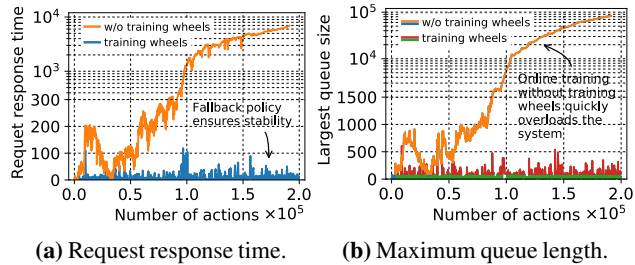 (a)
Requet response time
10⁴
10³
300
200
100
0
w/o training wheels
training wheels
Fallback policy
ensures stability
0.0
0.5
1.0
1.5
2.0
Number of actions ×10⁵
(a) Request response time.
(b)
Largest queue size
10⁵
10⁴
1500
1000
500
0
w/o training wheels
training wheels
Online training
without training
wheels quickly
overloads the
system
0.0
0.5
1.0
1.5
2.0
Number of actions ×10⁵
(b) Maximum queue length.